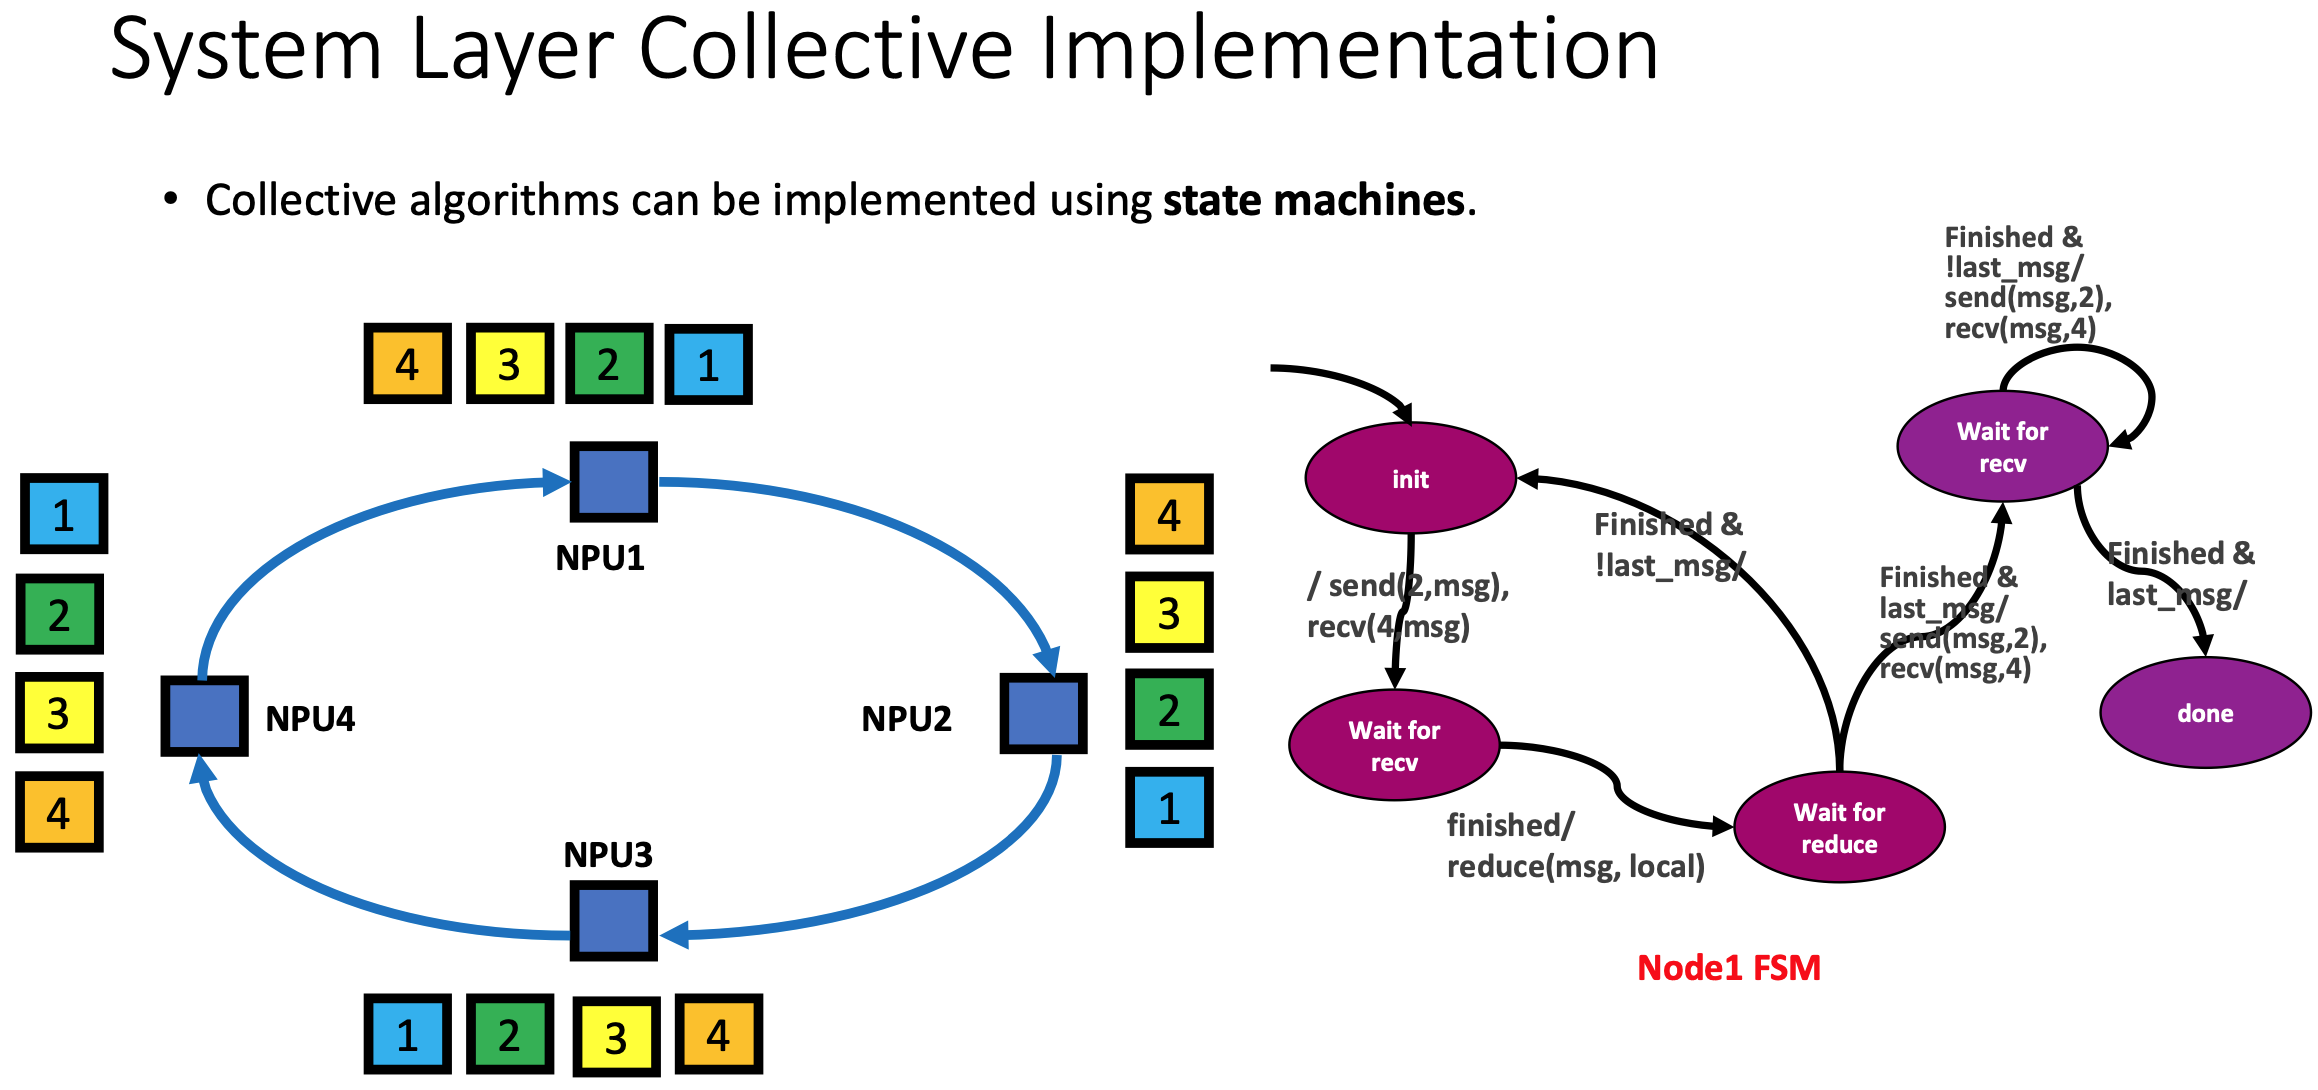 System Layer Collective Implementation
• Collective algorithms can be implemented using state machines.
4 3 2 1
1
2
3
4
NPU1
NPU4
NPU2
NPU3
4
3
2
1
1 2 3 4
init
/ send(2,msg),
recv(4,msg)
Wait for
recv
finished/
reduce(msg, local)
Wait for
reduce
Finished &
!last_msg/
Finished &
last_msg/
send(msg,2),
recv(msg,4)
Finished &
!last_msg/
send(msg,2),
recv(msg,4)
Wait for
recv
Finished &
last_msg/
done
Node1 FSM